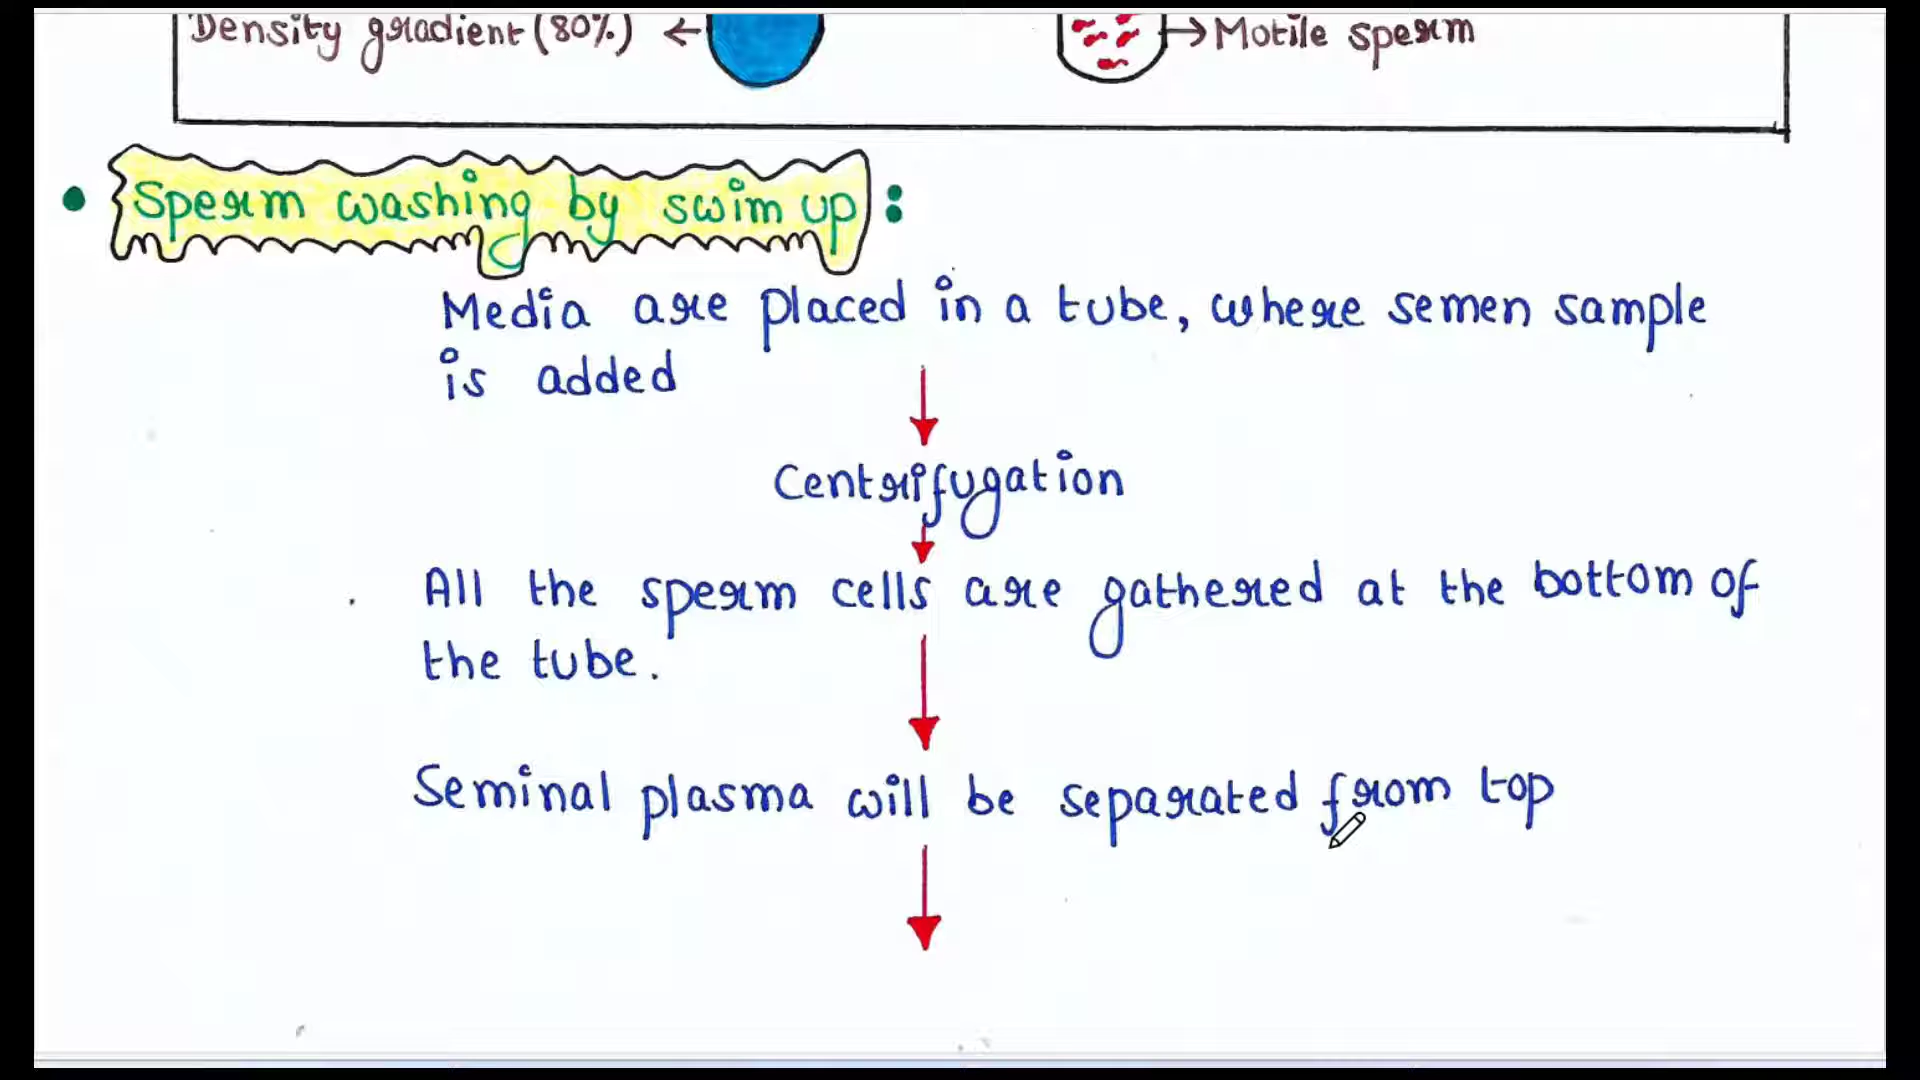 Density gradient (80%) ←
→ Motile sperm
• Sperm washing by swim up :
Media are placed in a tube, where semen sample
is added
Centrifugation
All the sperm cells are gathered at the bottom of
the tube.
Seminal plasma will be separated from top